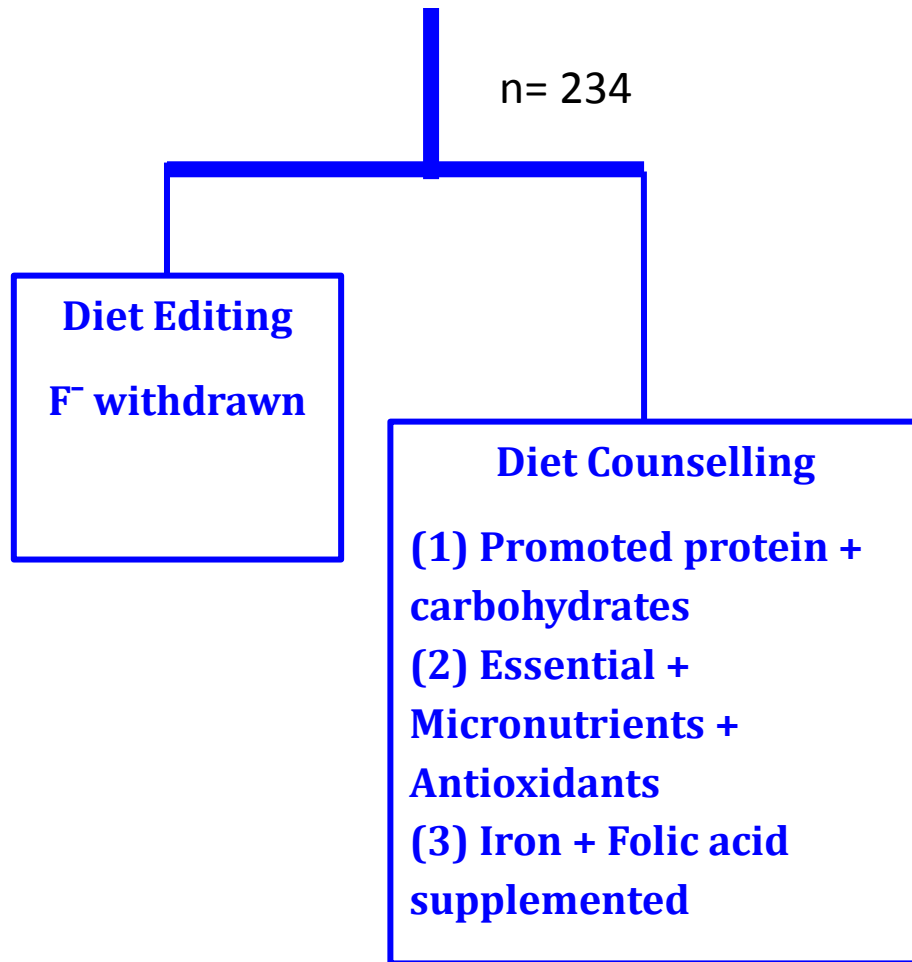 n= 234
Diet Editing
F⁻ withdrawn
Diet Counselling
(1) Promoted protein +
carbohydrates
(2) Essential +
Micronutrients +
Antioxidants
(3) Iron + Folic acid
supplemented